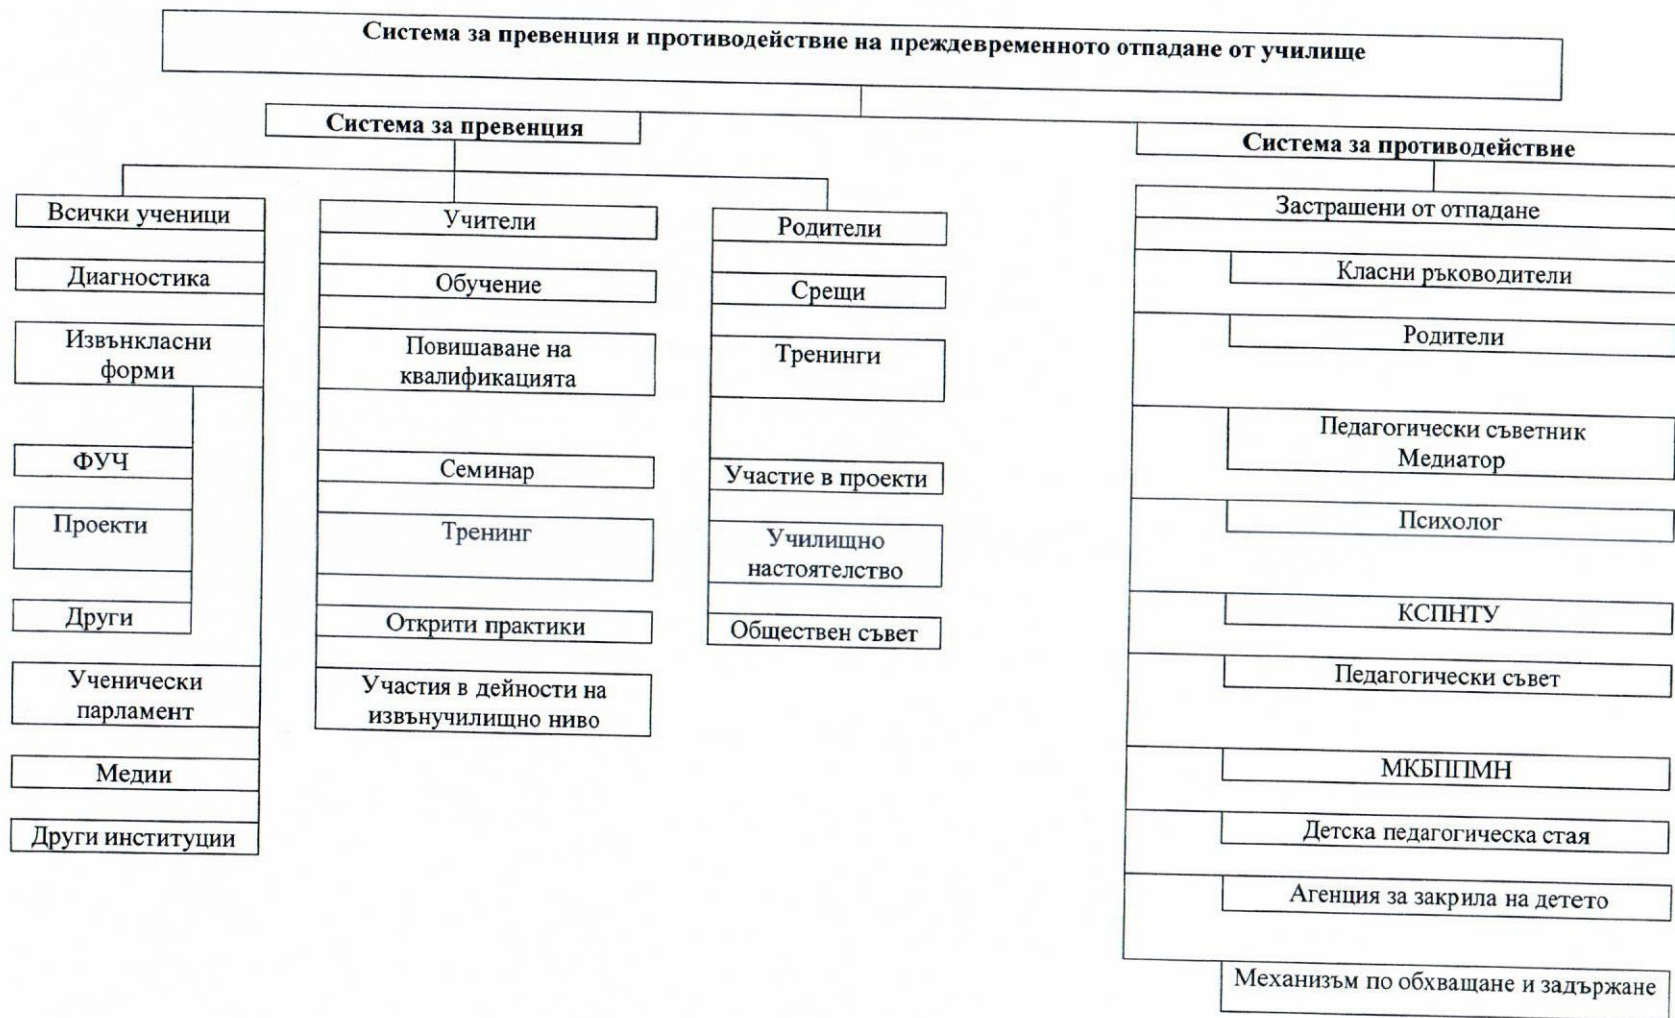 Система за превенция и противодействие на преждевременното отпадане от училище
Система за превенция
Система за противодействие
Всички ученици
Диагностика
Извънкласни
форми
ФУЧ
Проекти
Други
Ученически
парламент
Медии
Други институции
Учители
Обучение
Повишаване на
квалификацията
Семинар
Тренинг
Открити практики
Участия в дейности на
извънучилищно ниво
Родители
Срещи
Тренинги
Участие в проекти
Училищно
настоятелство
Обществен съвет
Застрашени от отпадане
Класни ръководители
Родители
Педагогически съветник
Медиатор
Психолог
КСПНТУ
Педагогически съвет
МКБППМН
Детска педагогическа стая
Агенция за закрила на детето
Механизъм по обхващане и задържане